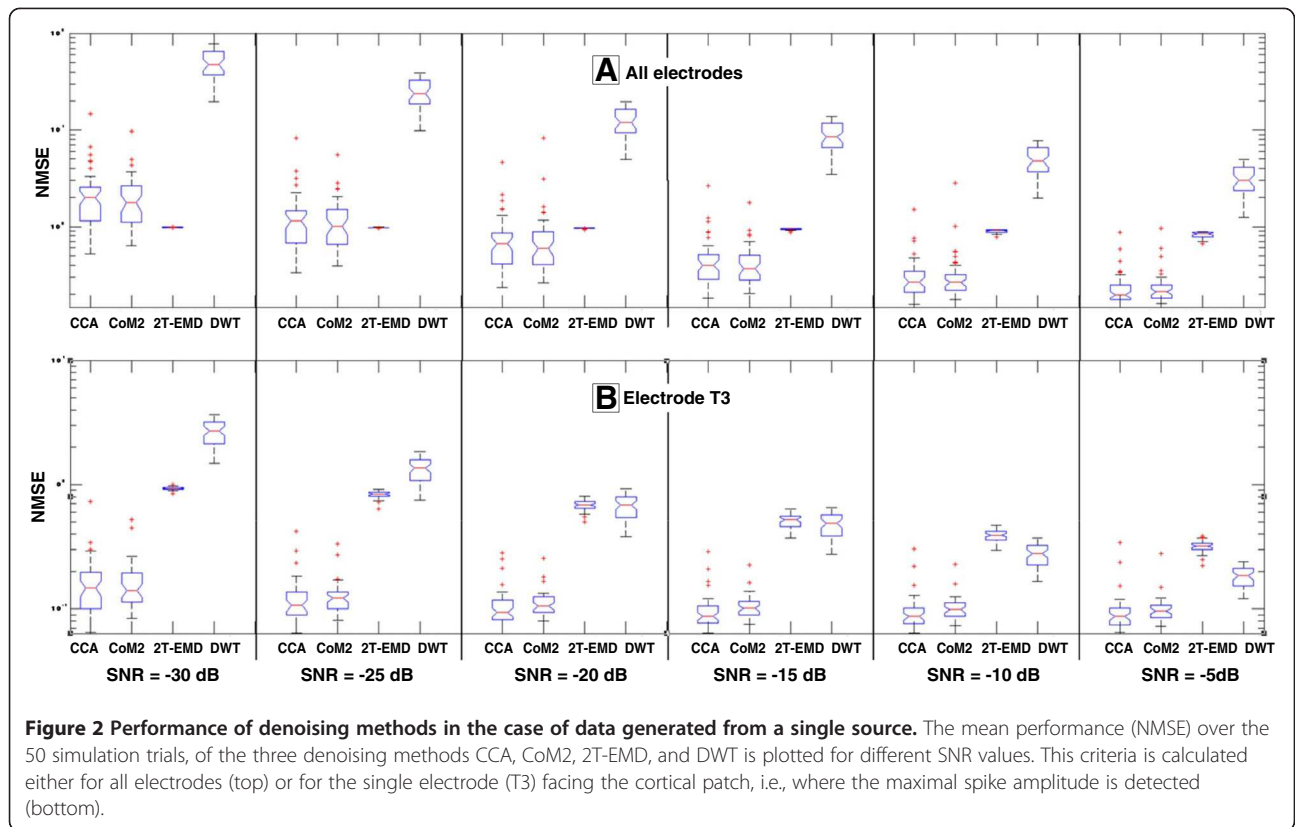 A All electrodes
NMSE
10⁰
CCA CoM2 2T-EMD DWT CCA CoM2 2T-EMD DWT CCA CoM2 2T-EMD DWT CCA CoM2 2T-EMD DWT CCA CoM2 2T-EMD DWT CCA CoM2 2T-EMD DWT
B Electrode T3
NMSE
CCA CoM2 2T-EMD DWT CCA CoM2 2T-EMD DWT CCA CoM2 2T-EMD DWT CCA CoM2 2T-EMD DWT CCA CoM2 2T-EMD DWT CCA CoM2 2T-EMD DWT
SNR = -30 dB SNR = -25 dB SNR = -20 dB SNR = -15 dB SNR = -10 dB SNR = -5dB
Figure 2 Performance of denoising methods in the case of data generated from a single source. The mean performance (NMSE) over the
50 simulation trials, of the three denoising methods CCA, CoM2, 2T-EMD, and DWT is plotted for different SNR values. This criteria is calculated
either for all electrodes (top) or for the single electrode (T3) facing the cortical patch, i.e., where the maximal spike amplitude is detected
(bottom).